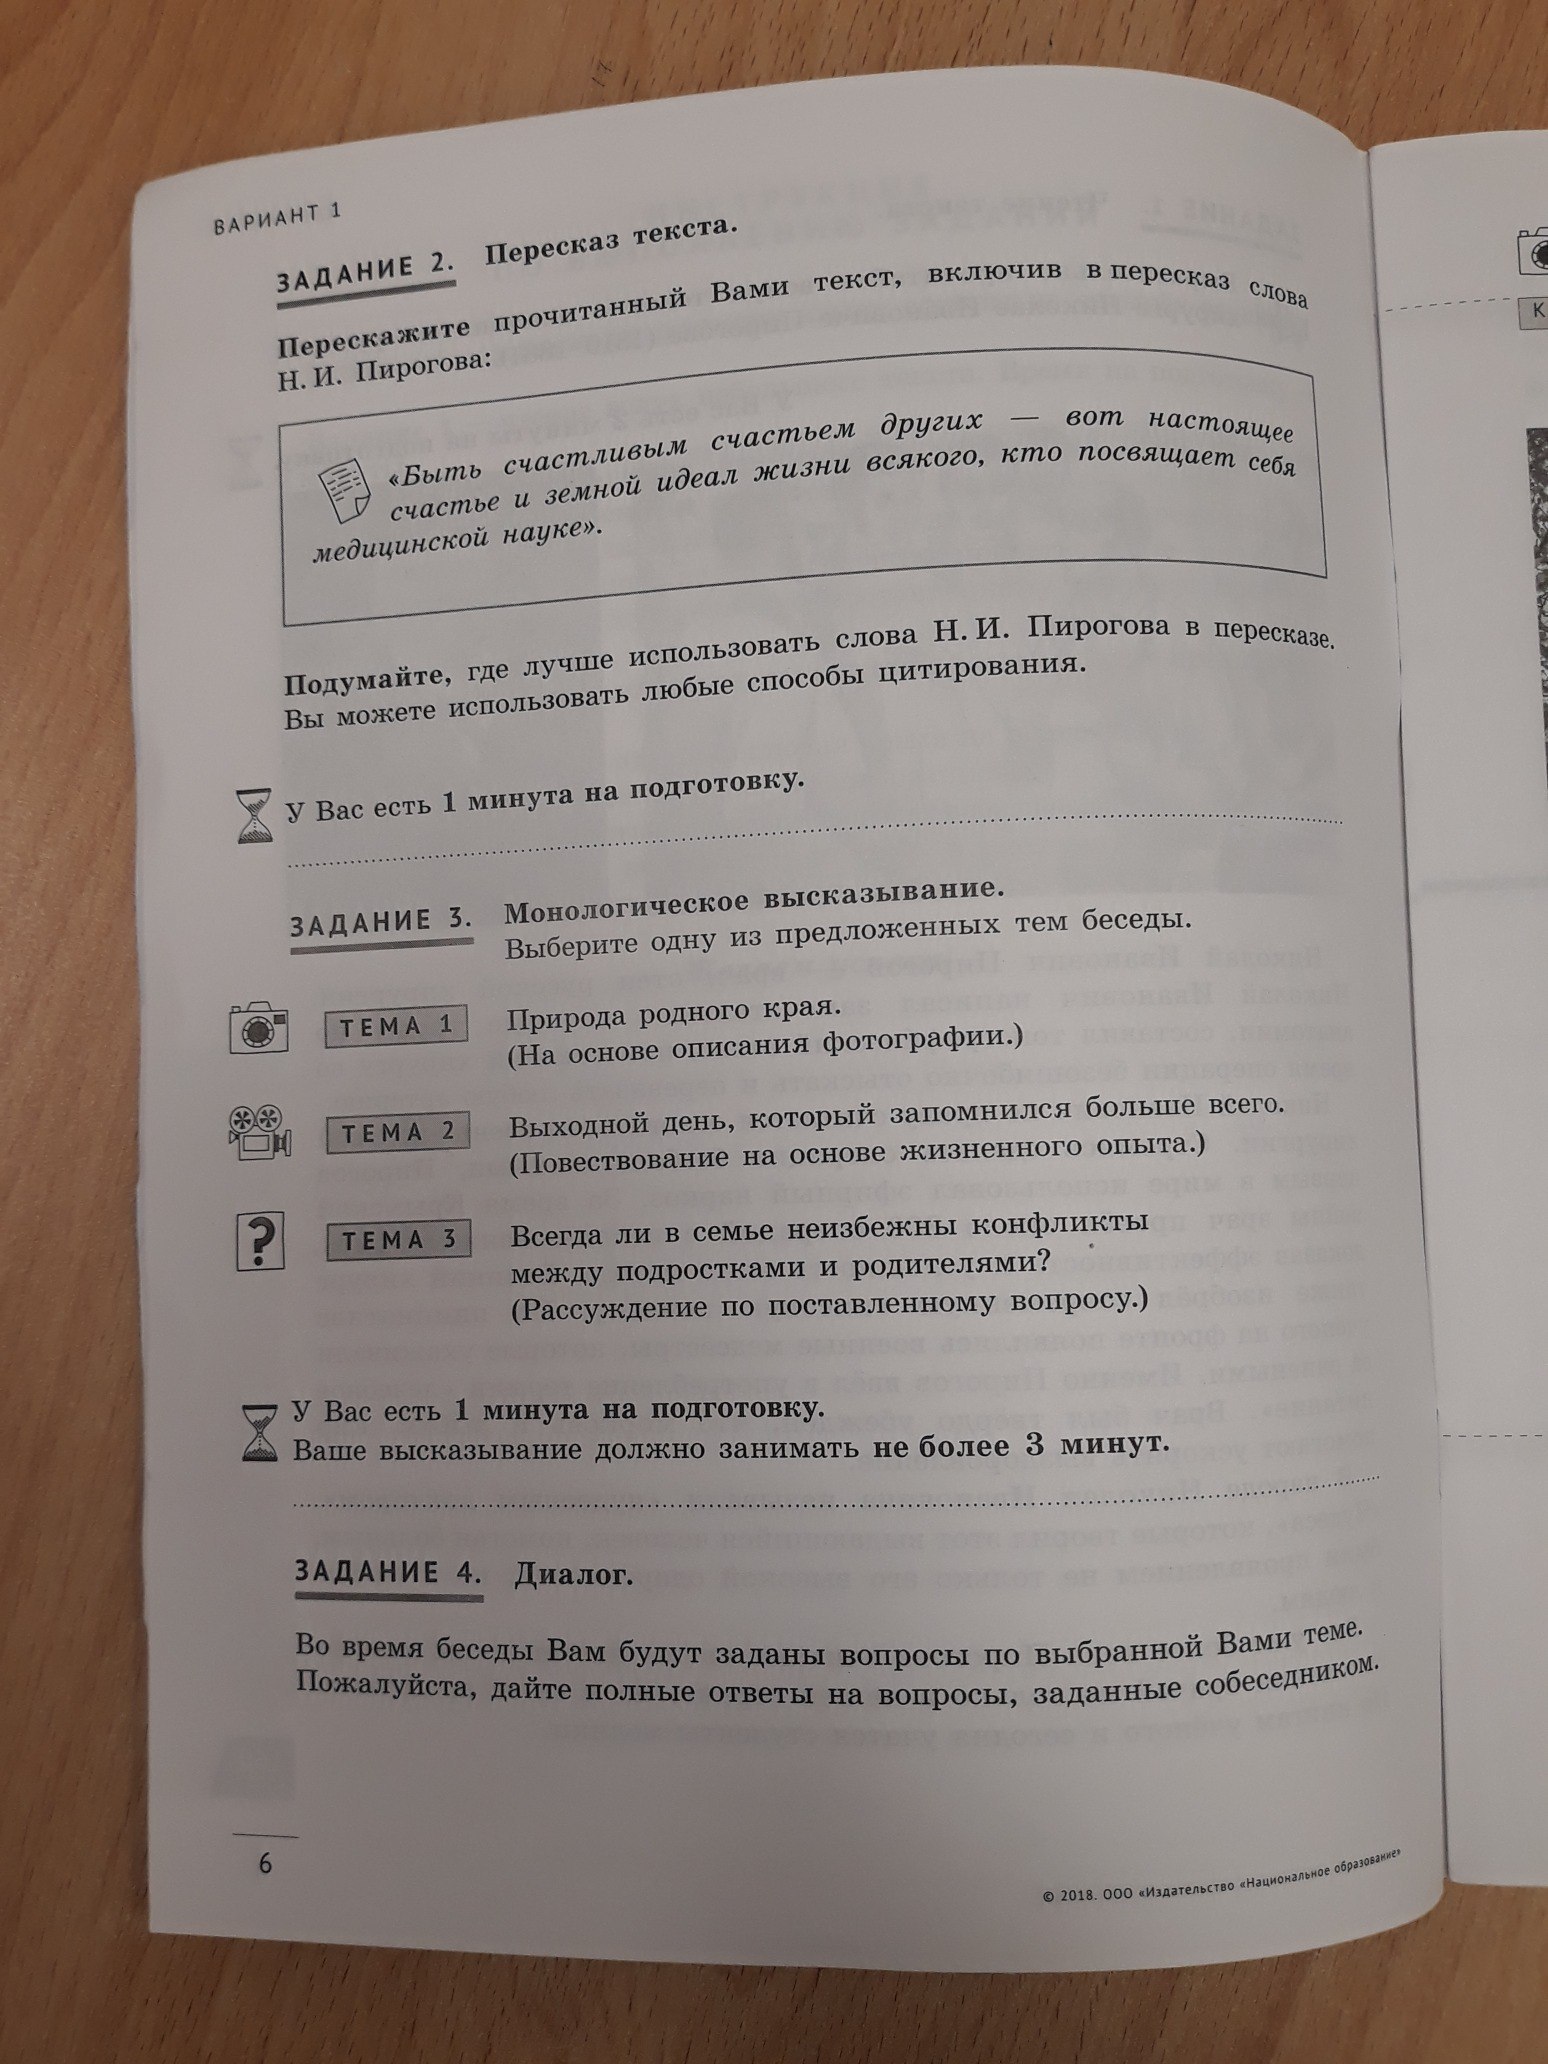 ВАРИАНТ 1
ЗАДАНИЕ 2. Пересказ текста.
Перескажите прочитанный Вами текст, включив в пересказ слова
Н. И. Пирогова:
«Быть счастливым счастьем других — вот настоящее
счастье и земной идеал жизни всякого, кто посвящает себя
медицинской науке».
Подумайте, где лучше использовать слова Н. И. Пирогова в пересказе.
Вы можете использовать любые способы цитирования.
У Вас есть 1 минута на подготовку.
ЗАДАНИЕ 3. Монологическое высказывание.
Выберите одну из предложенных тем беседы.
ТЕМА 1 Природа родного края.
(На основе описания фотографии.)
ТЕМА 2 Выходной день, который запомнился больше всего.
(Повествование на основе жизненного опыта.)
? ТЕМА 3 Всегда ли в семье неизбежны конфликты
между подростками и родителями?
(Рассуждение по поставленному вопросу.)
У Вас есть 1 минута на подготовку.
Ваше высказывание должно занимать не более 3 минут.
ЗАДАНИЕ 4. Диалог.
Во время беседы Вам будут заданы вопросы по выбранной Вами теме.
Пожалуйста, дайте полные ответы на вопросы, заданные собеседником.
6
© 2018. ООО «Издательство «Национальное образование»
К